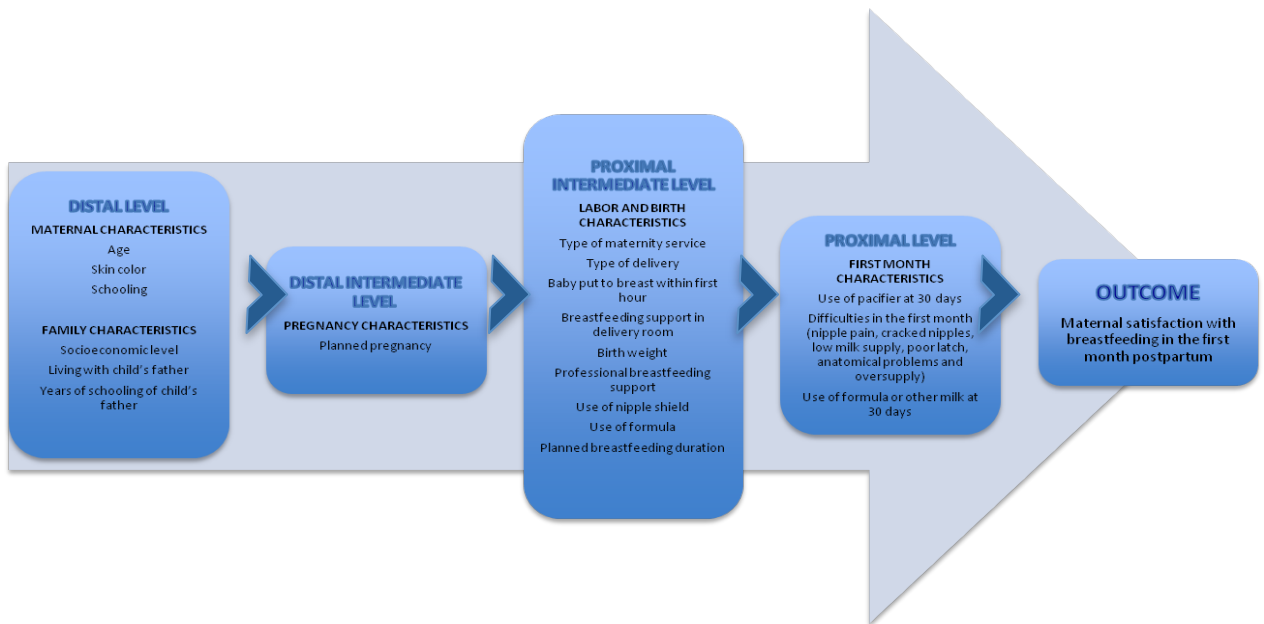 DISTAL LEVEL
MATERNAL CHARACTERISTICS
Age
Skin color
Schooling
FAMILY CHARACTERISTICS
Socioeconomic level
Living with child's father
Years of schooling of child's
father
DISTAL INTERMEDIATE
LEVEL
PREGNANCY CHARACTERISTICS
Planned pregnancy
PROXIMAL
INTERMEDIATE LEVEL
LABOR AND BIRTH
CHARACTERISTICS
Type of maternity service
Type of delivery
Baby put to breast within first
hour
Breastfeeding support in
delivery room
Birth weight
Professional breastfeeding
support
Use of nipple shield
Use of formula
Planned breastfeeding duration
PROXIMAL LEVEL
FIRST MONTH
CHARACTERISTICS
Use of pacifier at 30 days
Difficulties in the first month
(nipple pain, cracked nipples,
low milk supply, poor latch,
anatomical problems and
oversupply)
Use of formula or other milk at
30 days
OUTCOME
Maternal satisfaction with
breastfeeding in the first
month postpartum